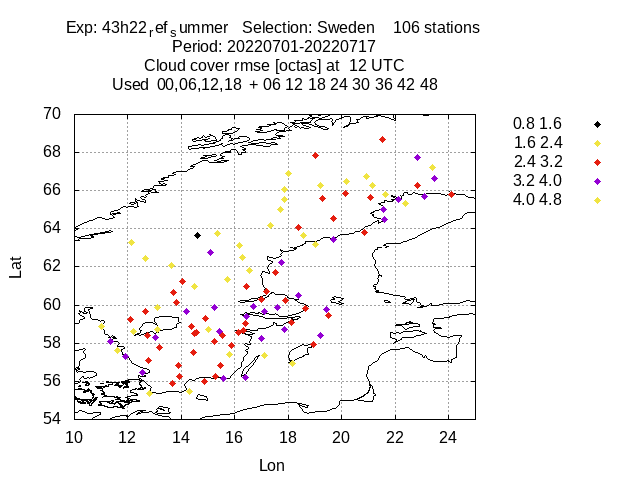 Exp: 43h22ref summer Selection: Sweden 106 stations
Period: 20220701-20220717
Cloud cover rmse [octas] at 12 UTC
Used 00,06,12,18 + 06 12 18 24 30 36 42 48
70
68
66
64
62
60
58
56
54
10 12 14 16 18 20 22 24
Lat
Lon
0.8 1.6
1.6 2.4
2.4 3.2
3.2 4.0
4.0 4.8